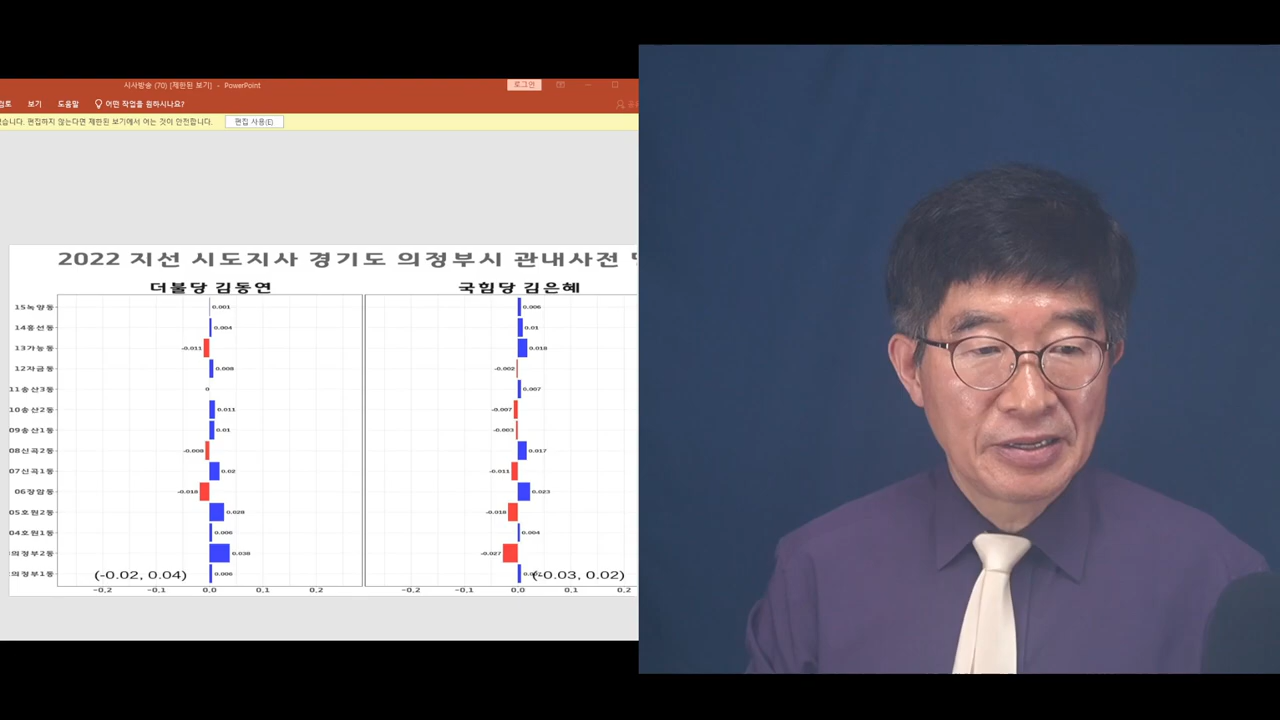 시사방송 (70) [제한된 보기] - PowerPoint
로그인
검토 보기 도움말 어떤 작업을 원하시나요?
편집하지 않는다면 제한된 보기에서 여는 것이 안전합니다. 편집 사용(E)
2022 지선 시도지사 경기도 의정부시 관내사전
더불당 김동연
국힘당 김은혜
15녹양동 0.001 0.006
14흥선동 0.004 0.01
13가능동 -0.011 0.018
12자금동 0.008 -0.002
11송산3동 0 0.007
10송산2동 0.011 -0.007
09송산1동 0.01 -0.003
08신곡2동 -0.008 0.017
07신곡1동 0.02 -0.011
06장암동 -0.018 0.023
05호원2동 0.028 -0.018
04호원1동 0.006 0.004
의정부2동 0.038 -0.027
의정부1동 0.006
(-0.02, 0.04) (-0.03, 0.02)
-0.2 -0.1 0.0 0.1 0.2 -0.2 -0.1 0.0 0.1 0.2